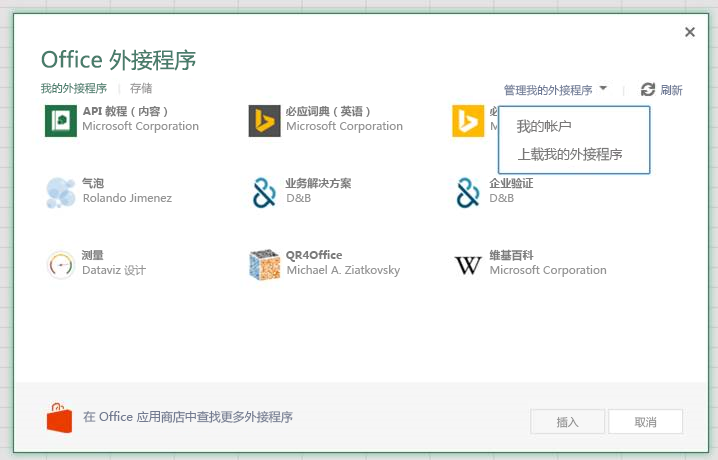 Office 外接程序
我的外接程序 存储
管理我的外接程序 刷新
我的帐户
上载我的外接程序
API 教程（内容）
Microsoft Corporation
必应词典（英语）
Microsoft Corporation
气泡
Rolando Jimenez
业务解决方案
D&B
企业验证
D&B
测量
Dataviz 设计
QR4Office
Michael A. Ziatkovsky
维基百科
Microsoft Corporation
在 Office 应用商店中查找更多外接程序
插入
取消